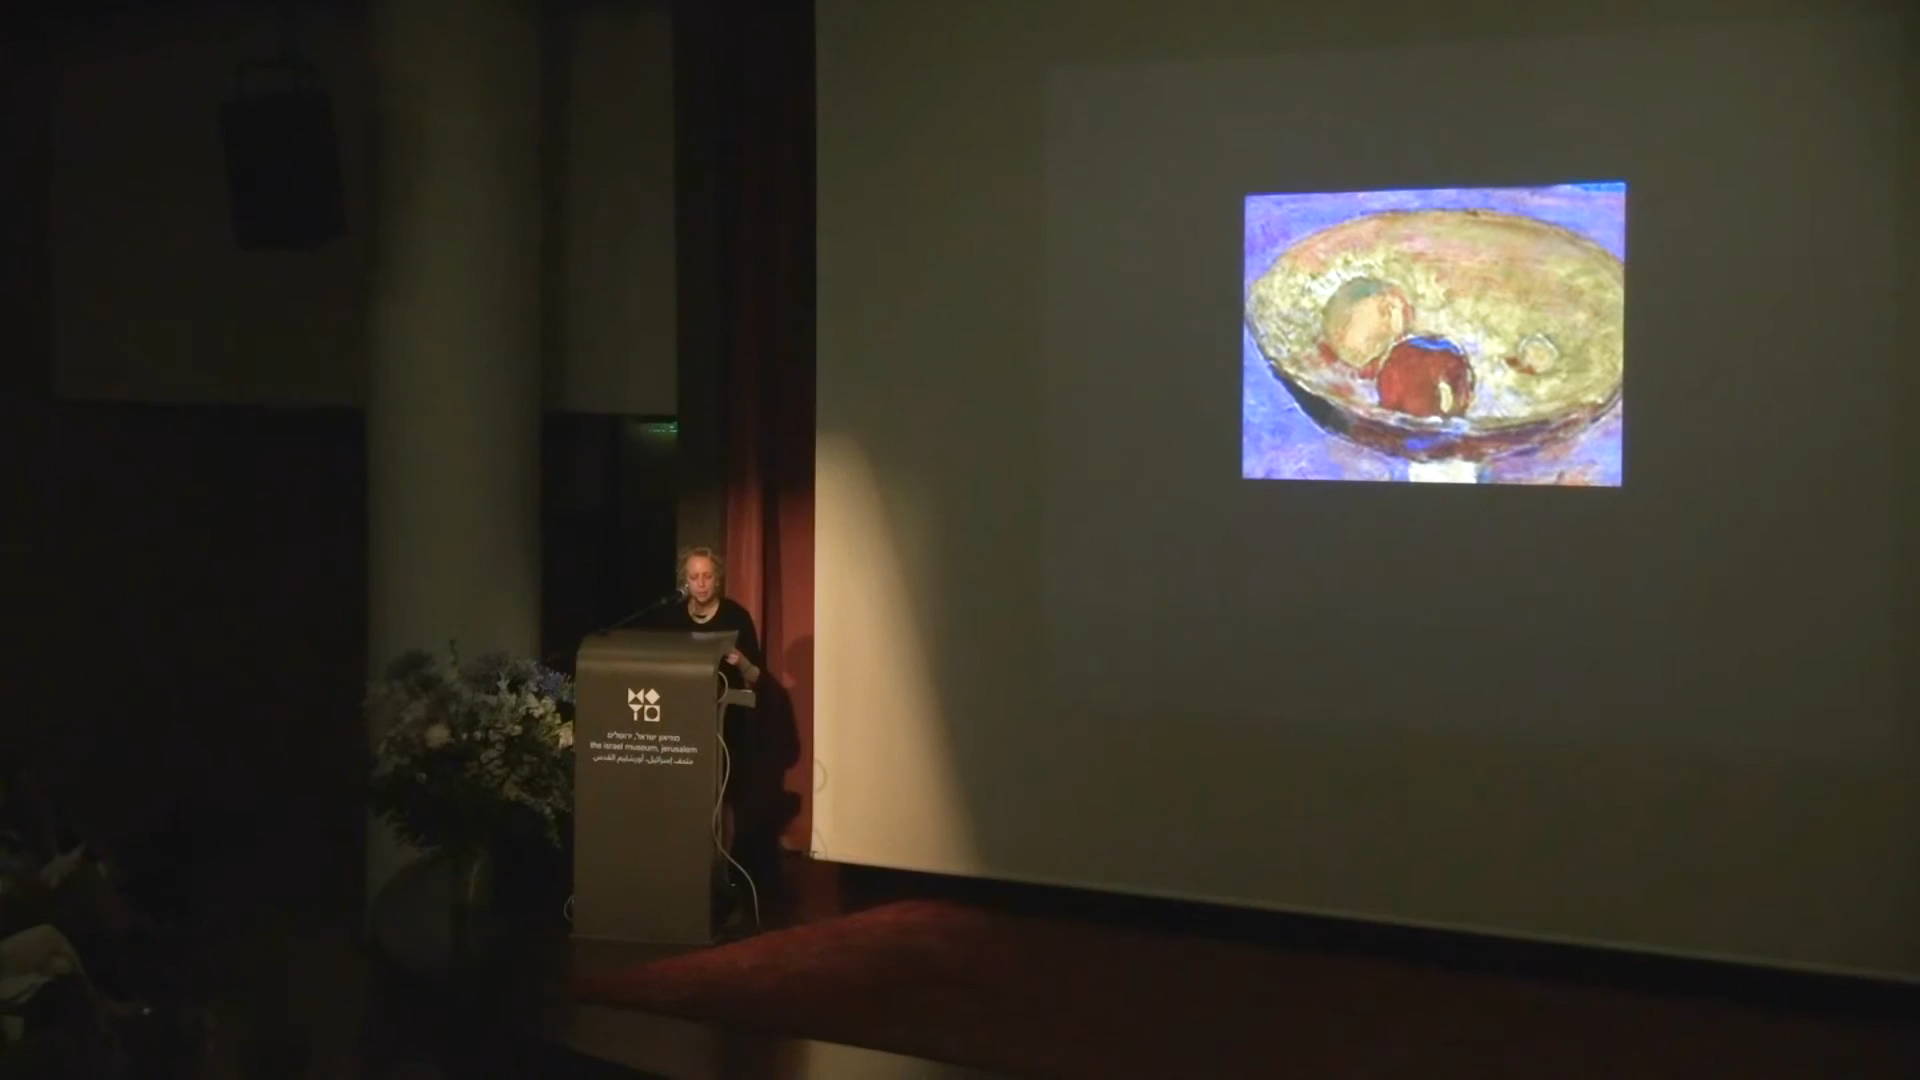 מוזיאון ישראל, ירושלים
the israel museum, jerusalem
متحف إسرائيل، أورشليم القدس